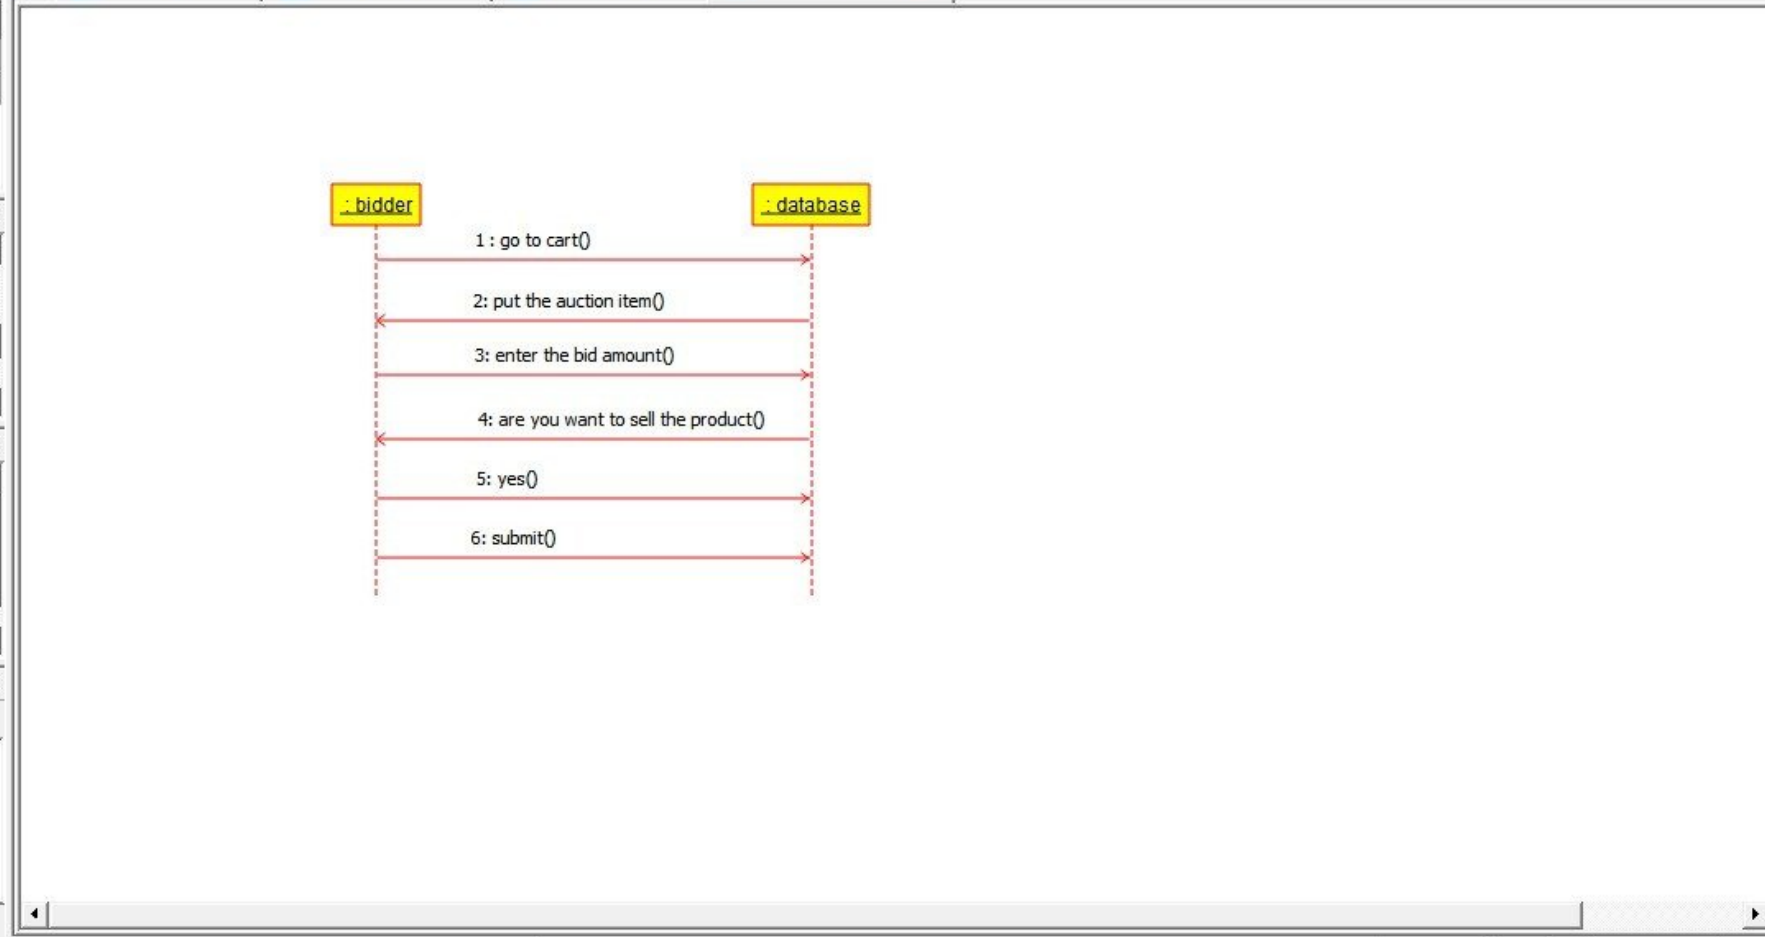 : bidder
: database
1 : go to cart()
2: put the auction item()
3: enter the bid amount()
4: are you want to sell the product()
5: yes()
6: submit()